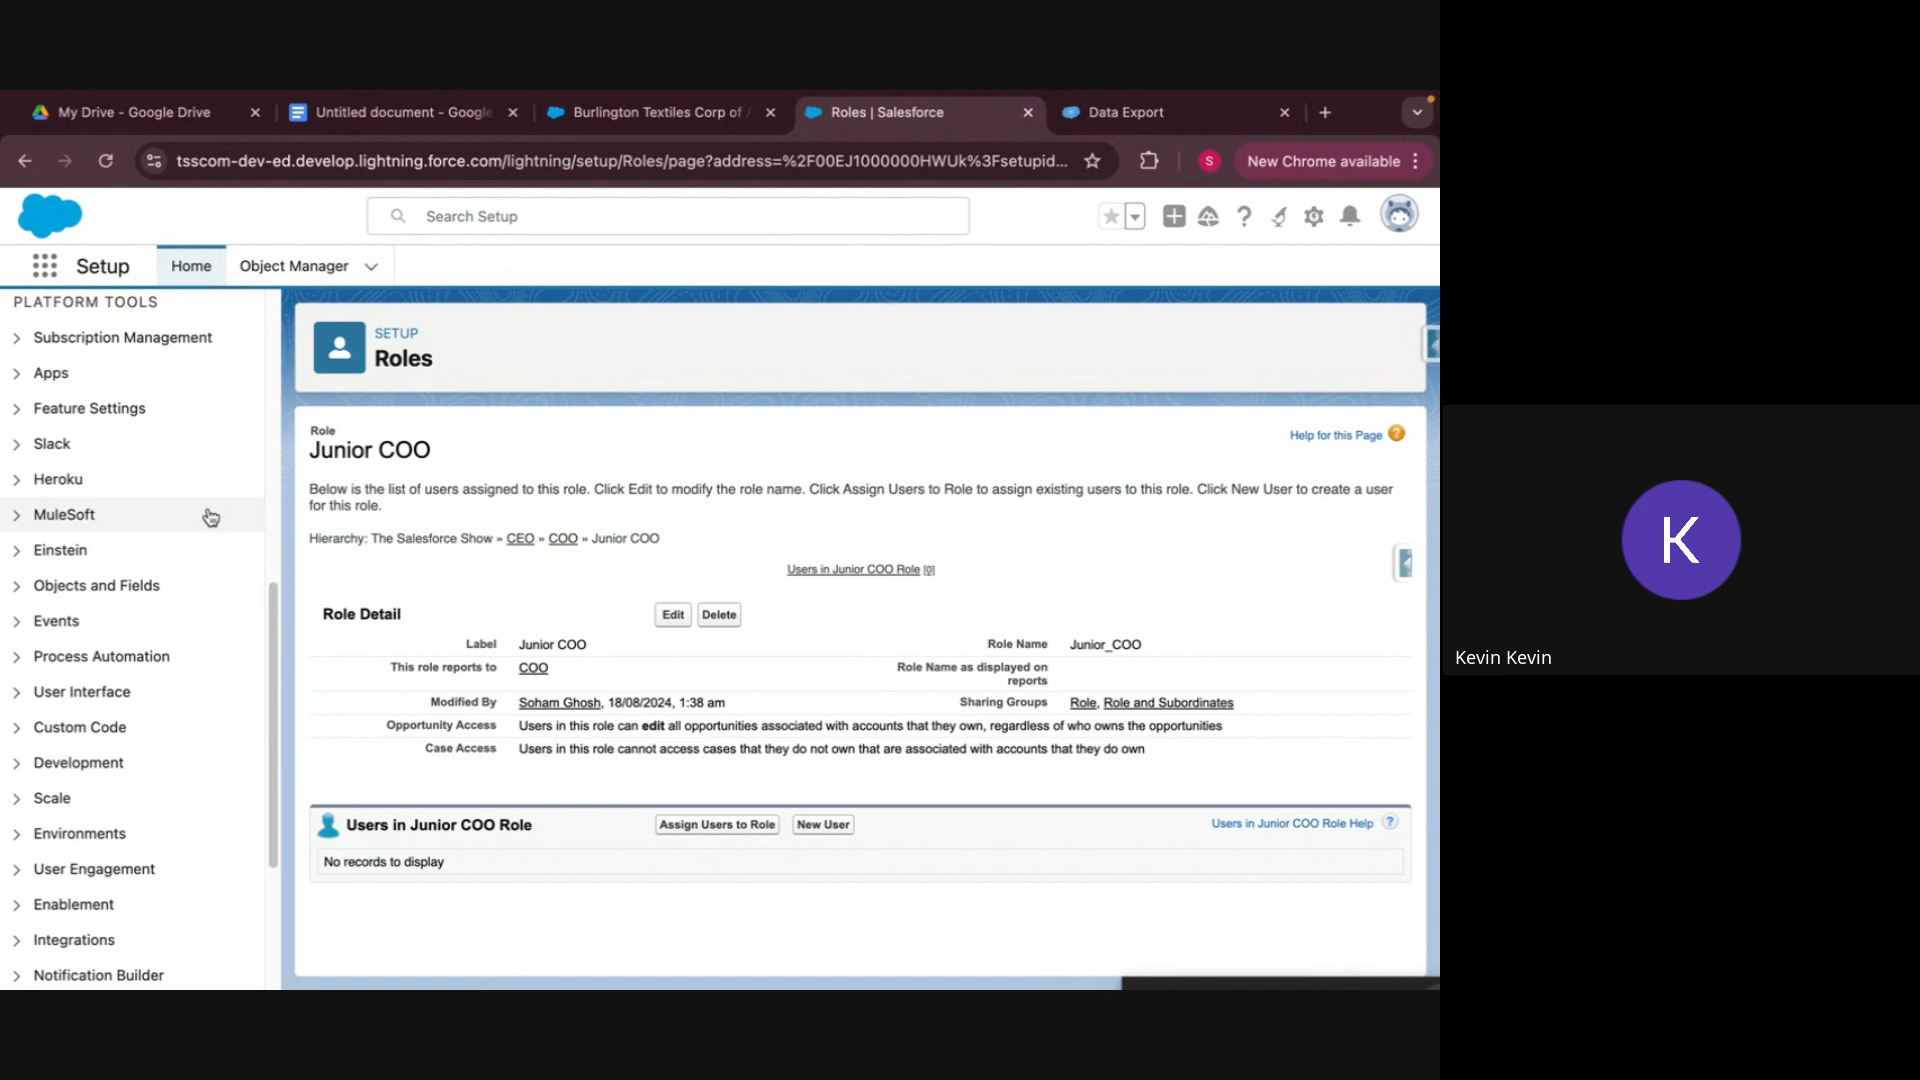 My Drive - Google Drive
Untitled document - Google
Burlington Textiles Corp of A
Roles | Salesforce
Data Export
tsscom-dev-ed.develop.lightning.force.com/lightning/setup/Roles/page?address=%2F00EJ1000000HWUk%3Fsetupid...
S
New Chrome available
Search Setup
Setup
Home
Object Manager
PLATFORM TOOLS
Subscription Management
Apps
Feature Settings
Slack
Heroku
MuleSoft
Einstein
Objects and Fields
Events
Process Automation
User Interface
Custom Code
Development
Scale
Environments
User Engagement
Enablement
Integrations
Notification Builder
SETUP
Roles
Role
Junior COO
Help for this Page ?
Below is the list of users assigned to this role. Click Edit to modify the role name. Click Assign Users to Role to assign existing users to this role. Click New User to create a user
for this role.
Hierarchy: The Salesforce Show » CEO » COO » Junior COO
Users in Junior COO Role [0]
Role Detail Edit Delete
Label Junior COO Role Name Junior_COO
This role reports to COO Role Name as displayed on
reports
Modified By Soham Ghosh, 18/08/2024, 1:38 am Sharing Groups Role, Role and Subordinates
Opportunity Access Users in this role can edit all opportunities associated with accounts that they own, regardless of who owns the opportunities
Case Access Users in this role cannot access cases that they do not own that are associated with accounts that they do own
Users in Junior COO Role Assign Users to Role New User Users in Junior COO Role Help ?
No records to display
K
Kevin Kevin